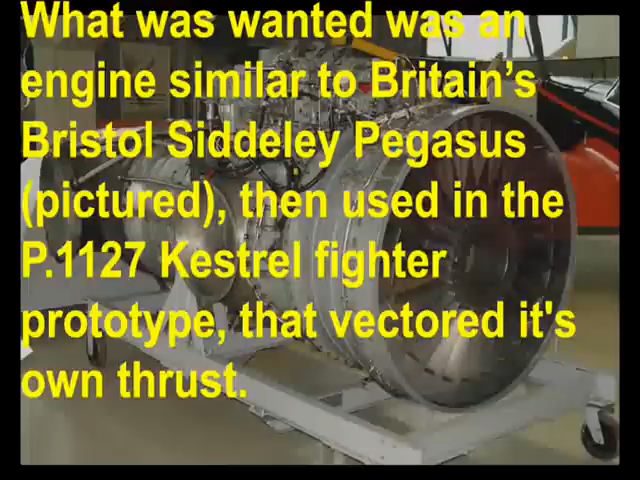 What was wanted was an
engine similar to Britain’s
Bristol Siddeley Pegasus
(pictured), then used in the
P.1127 Kestrel fighter
prototype, that vectored it's
own thrust.